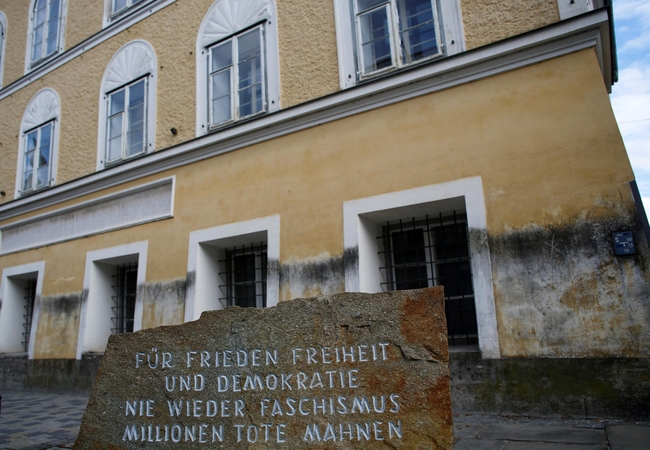 FÜR FRIEDEN FREIHEIT
UND DEMOKRATIE
NIE WIEDER FASCHISMUS
MILLIONEN TOTE MAHNEN